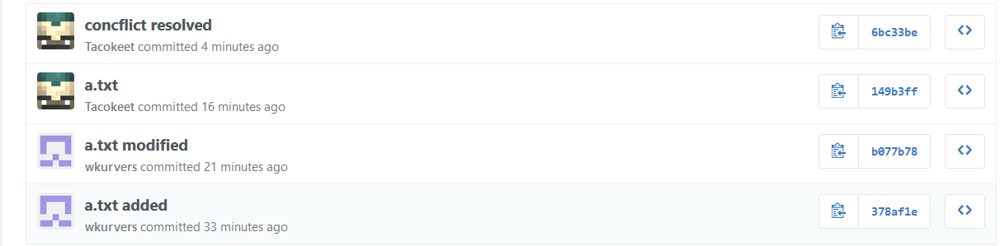 concflict resolved
Tacokeet committed 4 minutes ago
6bc33be
a.txt
Tacokeet committed 16 minutes ago
149b3ff
a.txt modified
wkurvers committed 21 minutes ago
b077b78
a.txt added
wkurvers committed 33 minutes ago
378af1e